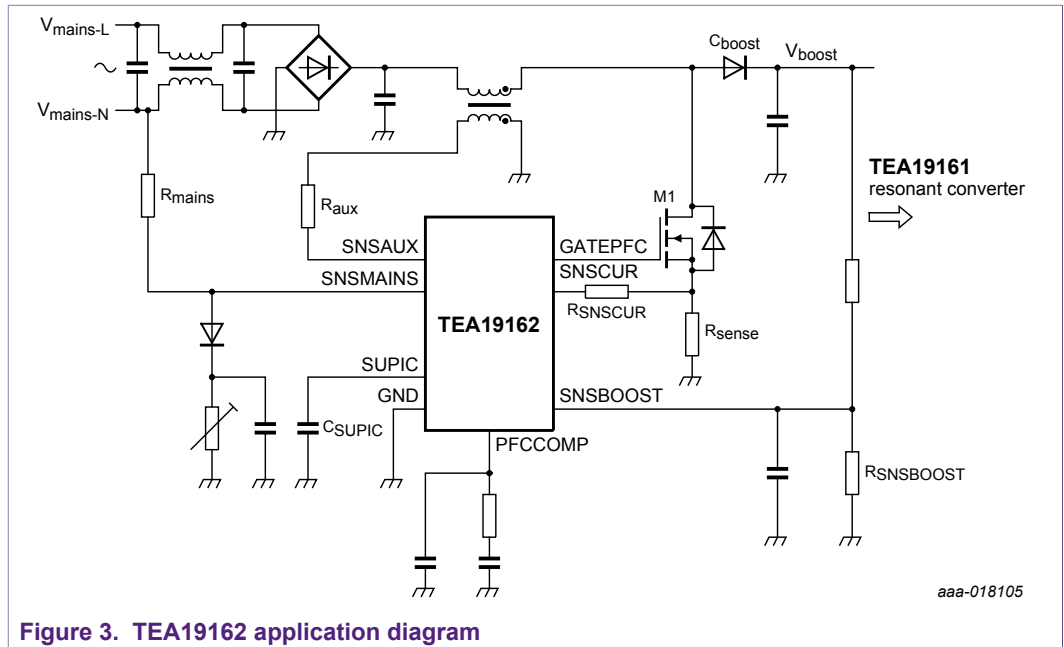 Vmains-L
Cboost
Vboost
Vmains-N
TEA19161
resonant converter
Rmains
Raux
M1
SNSAUX
GATEPFC
SNSMAINS
SNSCUR
RSNSCUR
TEA19162
Rsense
SUPIC
GND
SNSBOOST
CSUPIC
PFCCOMP
RSNSBOOST
aaa-018105
Figure 3. TEA19162 application diagram